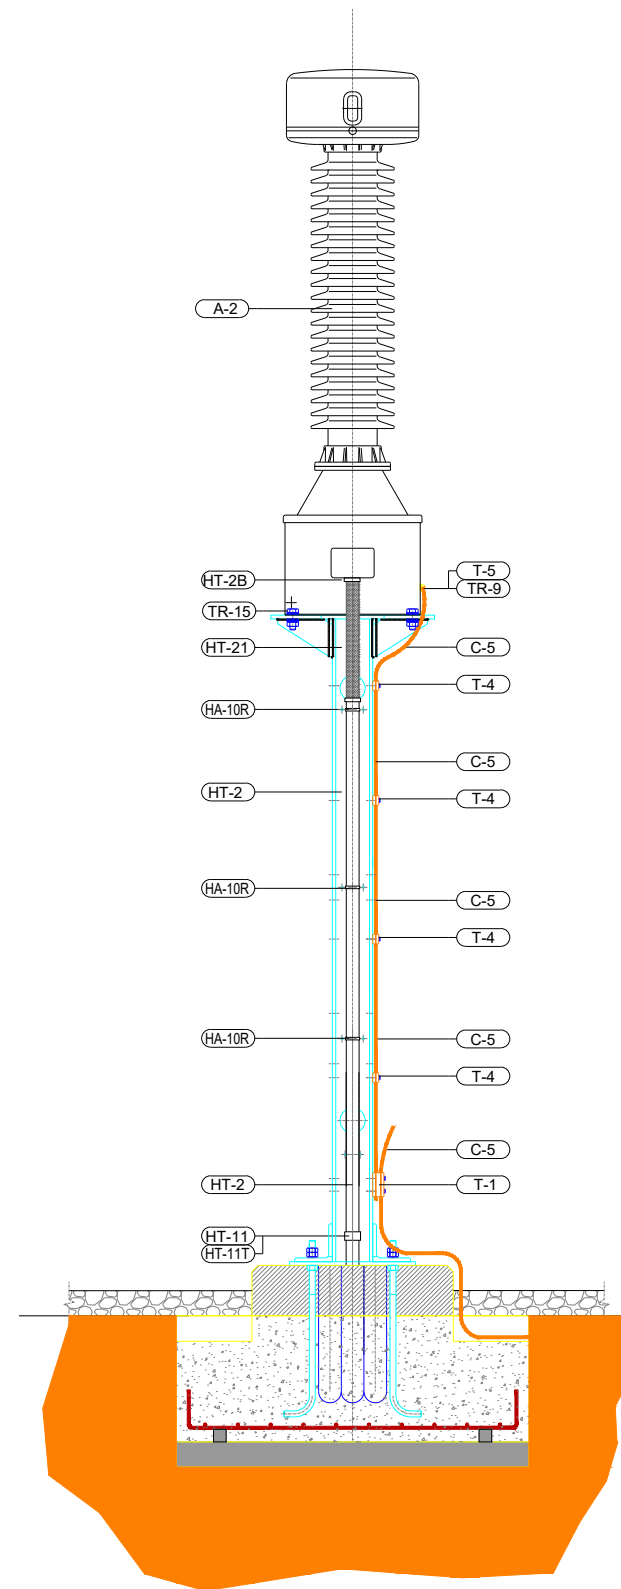 A-2
T-5
HT-2B
TR-9
TR-15
HT-21
C-5
T-4
HA-10R
C-5
HT-2
T-4
HA-10R
C-5
T-4
HA-10R
C-5
T-4
C-5
HT-2
T-1
HT-11
HT-11T